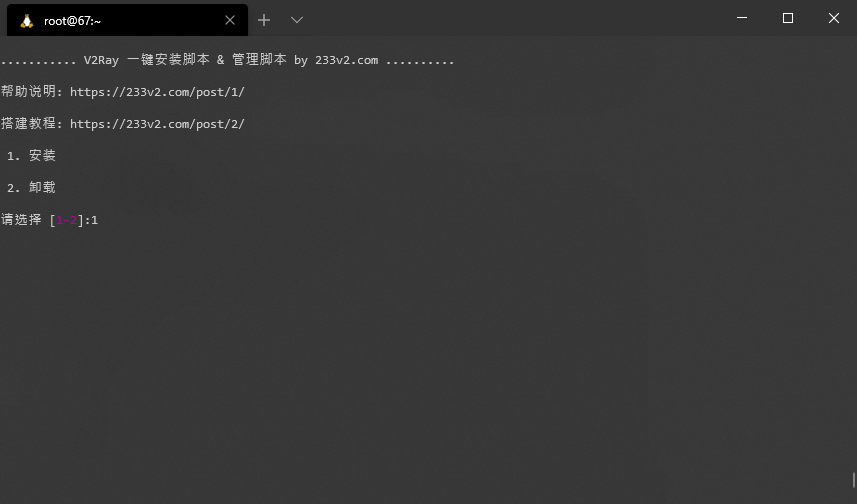 root@67:~
........... V2Ray 一键安装脚本 & 管理脚本 by 233v2.com ..........
帮助说明: https://233v2.com/post/1/
搭建教程: https://233v2.com/post/2/
1. 安装
2. 卸载
请选择 [1-2]:1